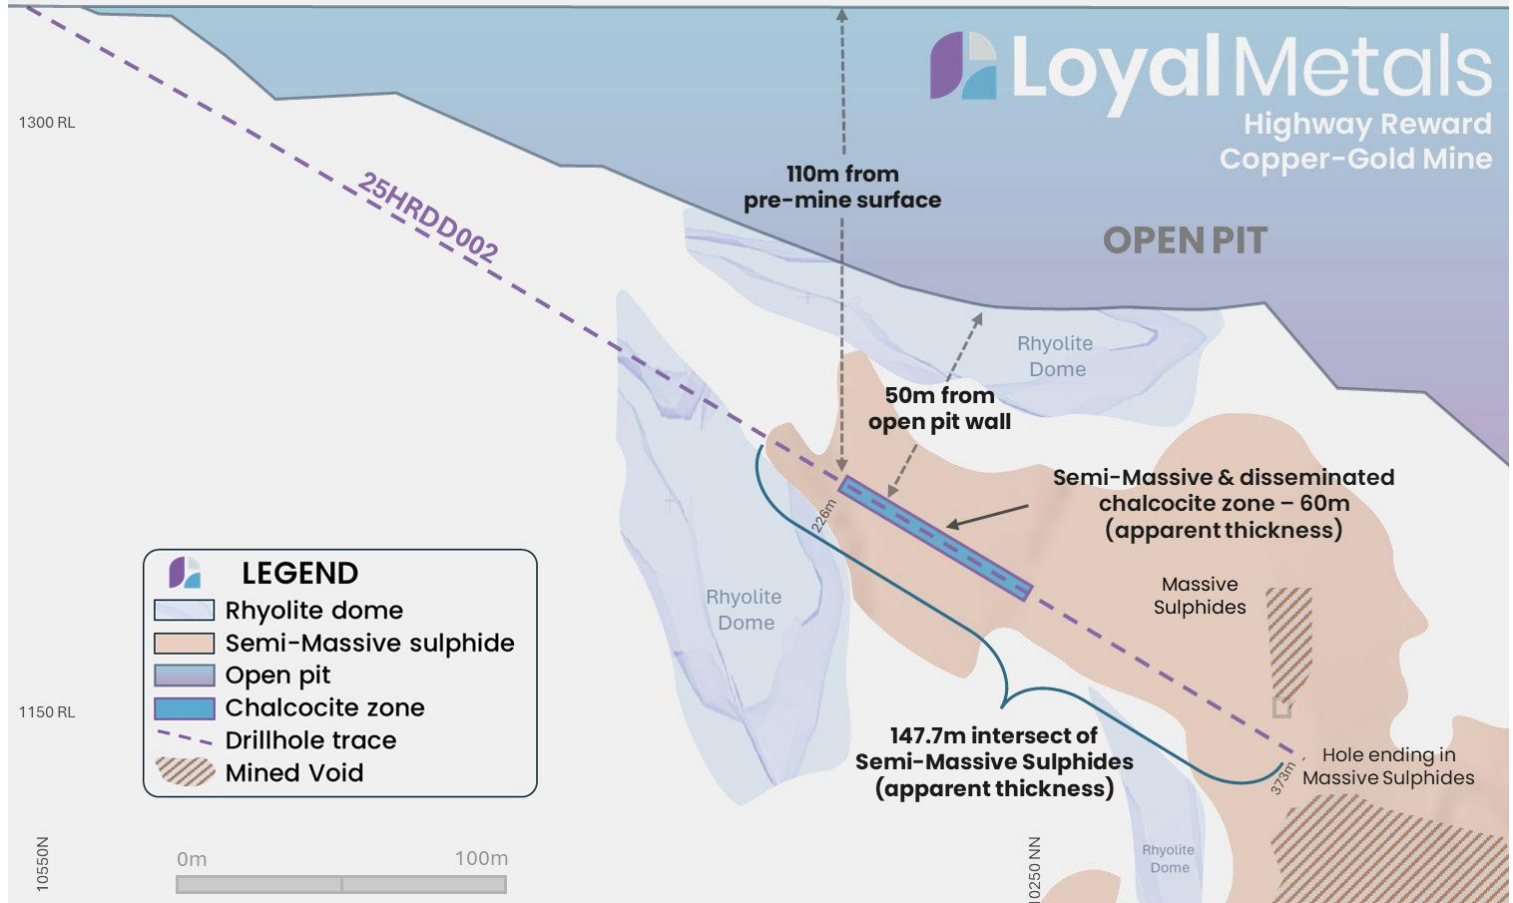 Loyal Metals
Highway Reward
Copper-Gold Mine
1300 RL
25HRDD002
110m from
pre-mine surface
OPEN PIT
Rhyolite
Dome
50m from
open pit wall
Semi-Massive & disseminated
chalcocite zone – 60m
(apparent thickness)
226m
LEGEND
Rhyolite dome
Semi-Massive sulphide
Open pit
Chalcocite zone
Drillhole trace
Mined Void
Rhyolite
Dome
Massive
Sulphides
1150 RL
147.7m intersect of
Semi-Massive Sulphides
(apparent thickness)
373m
Hole ending in
Massive Sulphides
10550N
0m
100m
10250 NN
Rhyolite
Dome